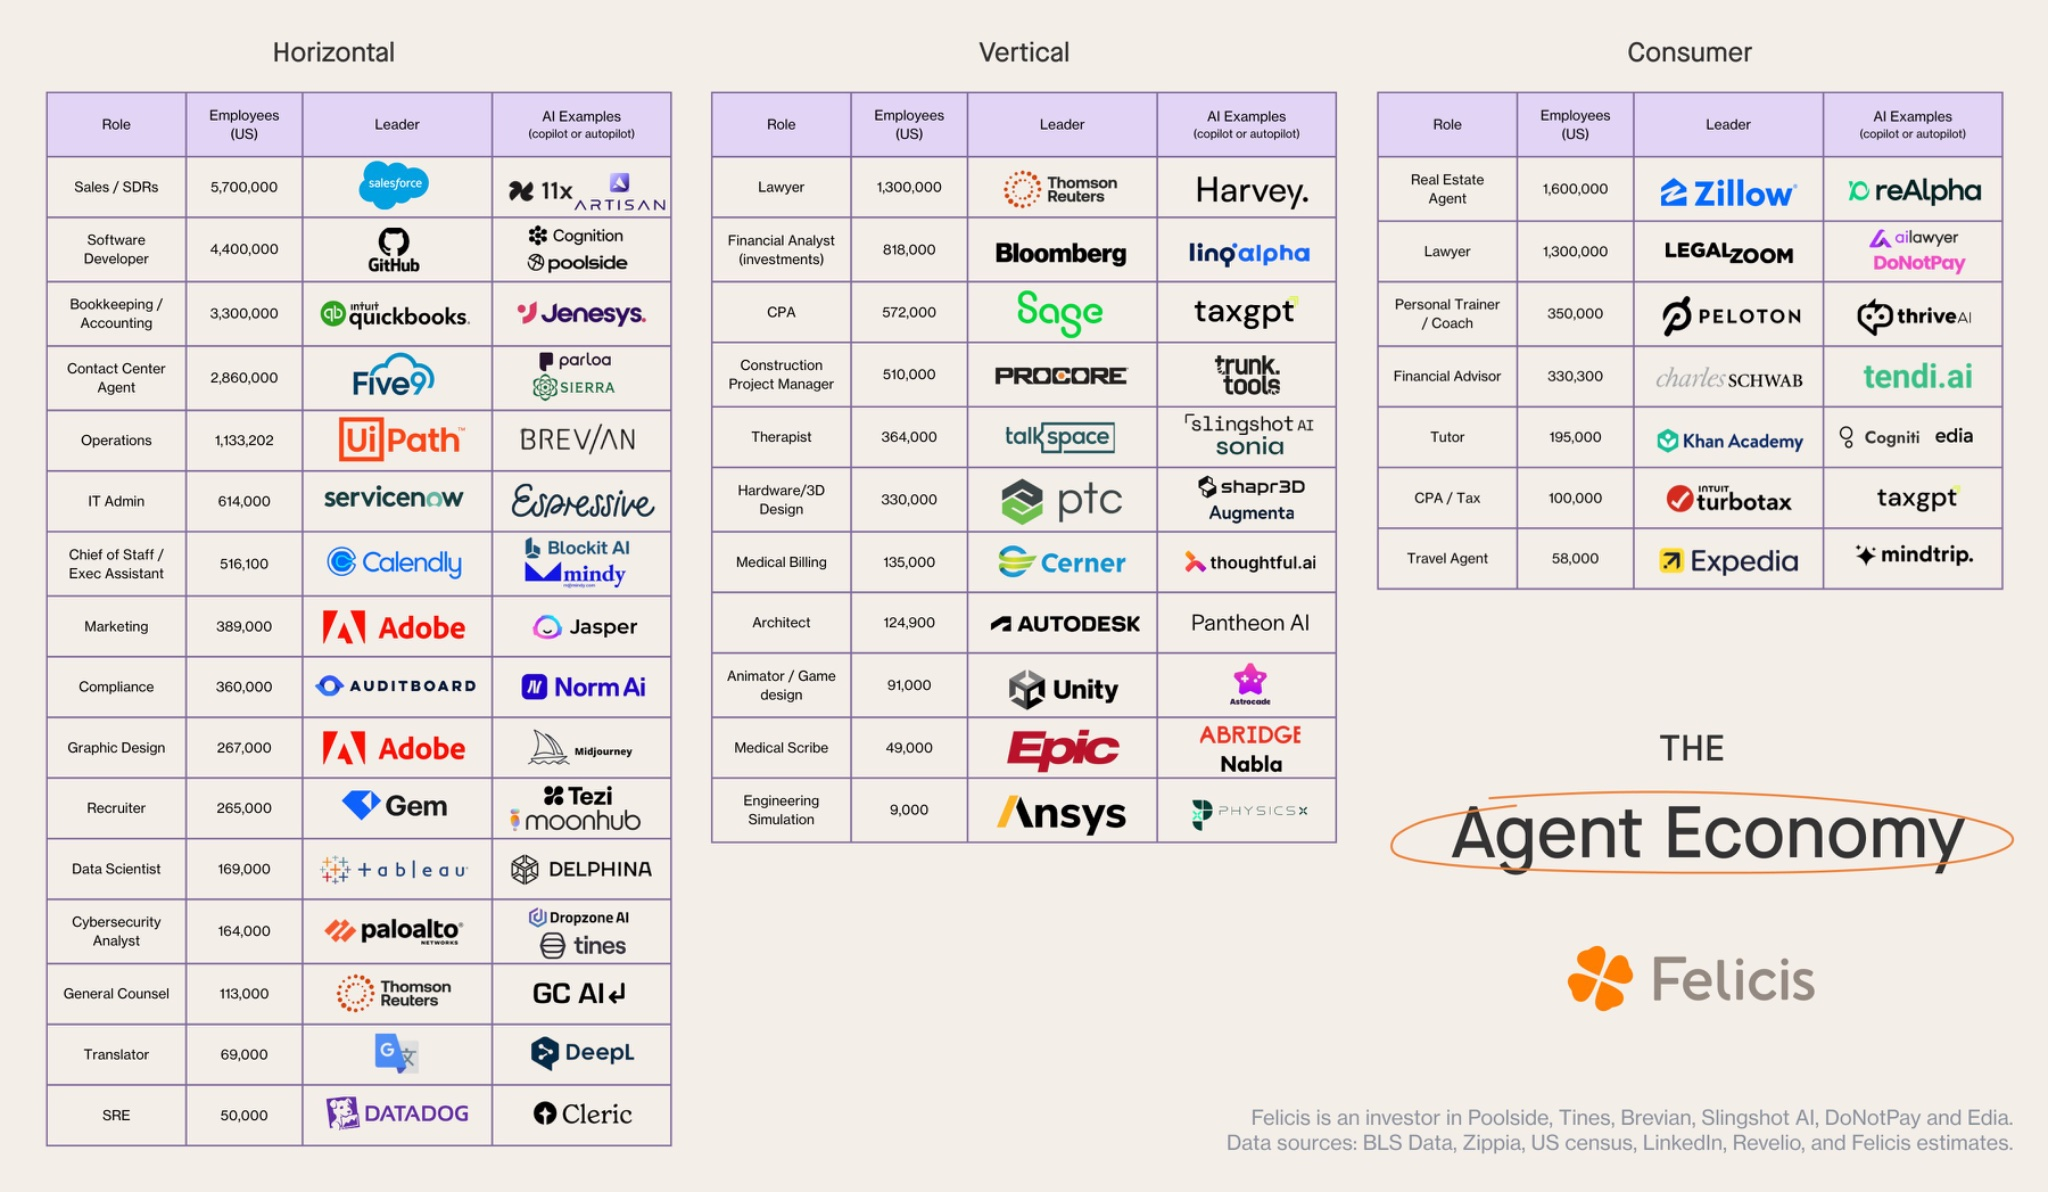 Horizontal
Role
Employees
(US)
Leader
AI Examples
(copilot or autopilot)
Sales / SDRs
5,700,000
salesforce
11x
ARTISAN
Software
Developer
4,400,000
GitHub
Cognition
poolside
Bookkeeping /
Accounting
3,300,000
qb
intuit
quickbooks.
Jenesys.
Contact Center
Agent
2,860,000
Five9
parloa
SIERRA
Operations
1,133,202
UiPath™
BREVIAN
IT Admin
614,000
servicenow
Espressive
Chief of Staff /
Exec Assistant
516,100
Calendly
Blockit AI
mindy
Marketing
389,000
Adobe
Jasper
Compliance
360,000
AUDITBOARD
Norm Ai
Graphic Design
267,000
Adobe
Midjourney
Recruiter
265,000
Gem
Tezi
moonhub
Data Scientist
169,000
tableau
DELPHINA
Cybersecurity
Analyst
164,000
paloalto®
NETWORKS
Dropzone AI
tines
General Counsel
113,000
Thomson
Reuters
GC AI
Translator
69,000
G 文
DeepL
SRE
50,000
DATADOG
Cleric
Vertical
Role
Employees
(US)
Leader
AI Examples
(copilot or autopilot)
Lawyer
1,300,000
Thomson
Reuters
Harvey.
Financial Analyst
(investments)
818,000
Bloomberg
linqalpha
CPA
572,000
Sage
taxgpt
Construction
Project Manager
510,000
PROCORE
trunk.
tools
Therapist
364,000
talkspace
slingshot AI
sonia
Hardware/3D
Design
330,000
ptc
shapr3D
Augmenta
Medical Billing
135,000
Cerner
thoughtful.ai
Architect
124,900
AUTODESK
Pantheon AI
Animator / Game
design
91,000
Unity
Astrocade
Medical Scribe
49,000
Epic
ABRIDGE
Nabla
Engineering
Simulation
9,000
Ansys
PHYSICSX
Consumer
Role
Employees
(US)
Leader
AI Examples
(copilot or autopilot)
Real Estate
Agent
1,600,000
Zillow®
reAlpha
Lawyer
1,300,000
LEGALZOOM
ailawyer
DoNotPay
Personal Trainer
/ Coach
350,000
PELOTON
thriveAI
Financial Advisor
330,300
charles SCHWAB
tendi.ai
Tutor
195,000
Khan Academy
Cogniti edia
CPA / Tax
100,000
INTUIT
turbotax
taxgpt
Travel Agent
58,000
Expedia
mindtrip.
THE
Agent Economy
Felicis
Felicis is an investor in Poolside, Tines, Brevian, Slingshot AI, DoNotPay and Edia.
Data sources: BLS Data, Zippia, US census, LinkedIn, Revelio, and Felicis estimates.